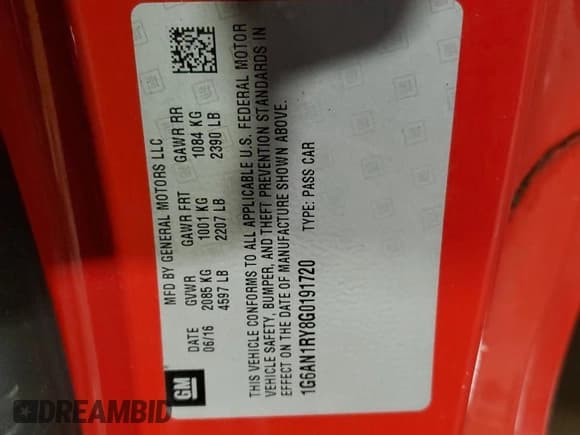 MFD BY GENERAL MOTORS LLC
DATE GVWR GAWR FRT GAWR RR
06/16 2085 KG 1001 KG 1084 KG
4597 LB 2207 LB 2390 LB
THIS VEHICLE CONFORMS TO ALL APPLICABLE U.S. FEDERAL MOTOR
VEHICLE SAFETY, BUMPER, AND THEFT PREVENTION STANDARDS IN
EFFECT ON THE DATE OF MANUFACTURE SHOWN ABOVE.
1G6AN1RY8G0191720 TYPE: PASS CAR
GM
DREAMBID